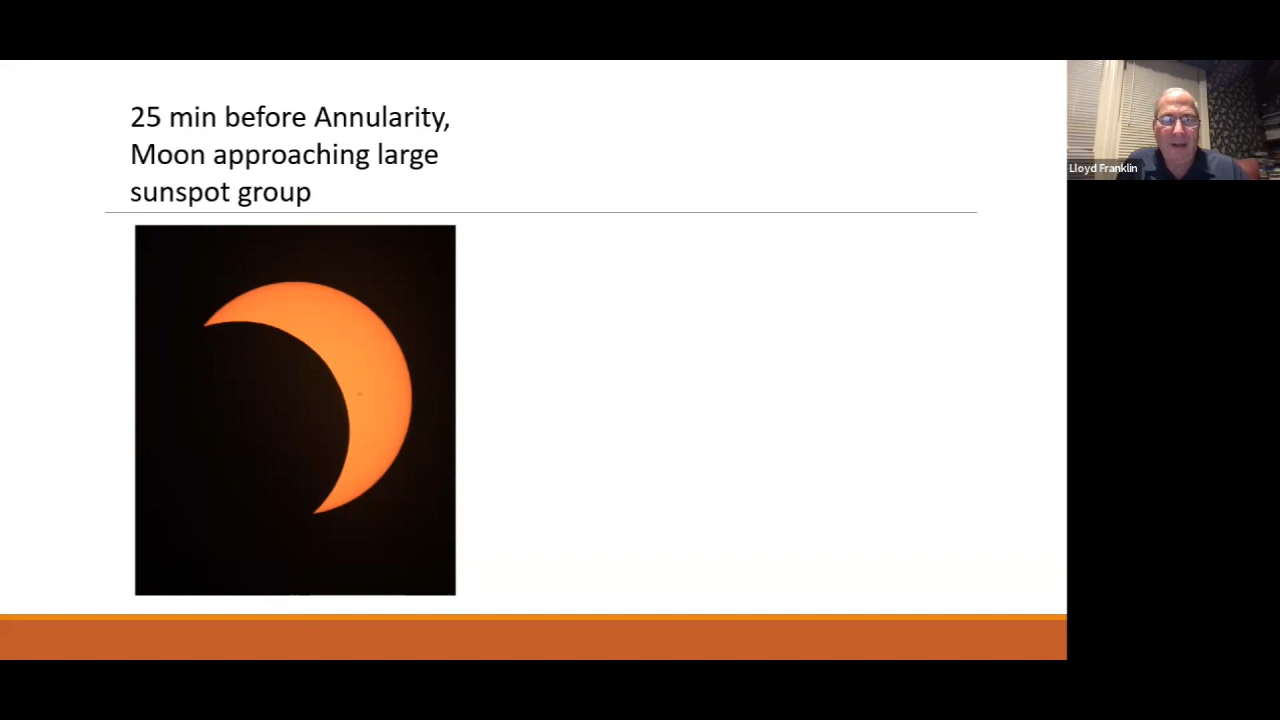 25 min before Annularity,
Moon approaching large
sunspot group
Lloyd Franklin